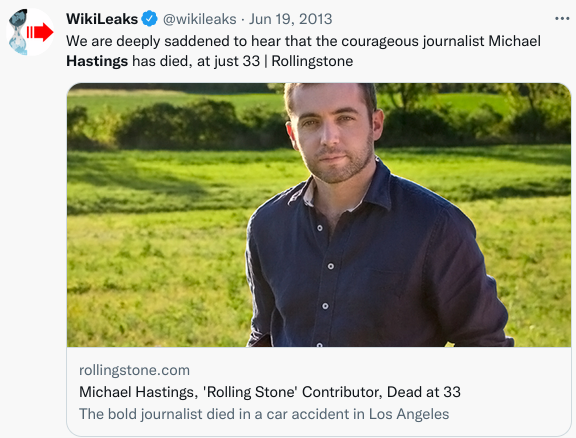 WikiLeaks @wikileaks · Jun 19, 2013
We are deeply saddened to hear that the courageous journalist Michael
Hastings has died, at just 33 | Rollingstone
rollingstone.com
Michael Hastings, 'Rolling Stone' Contributor, Dead at 33
The bold journalist died in a car accident in Los Angeles